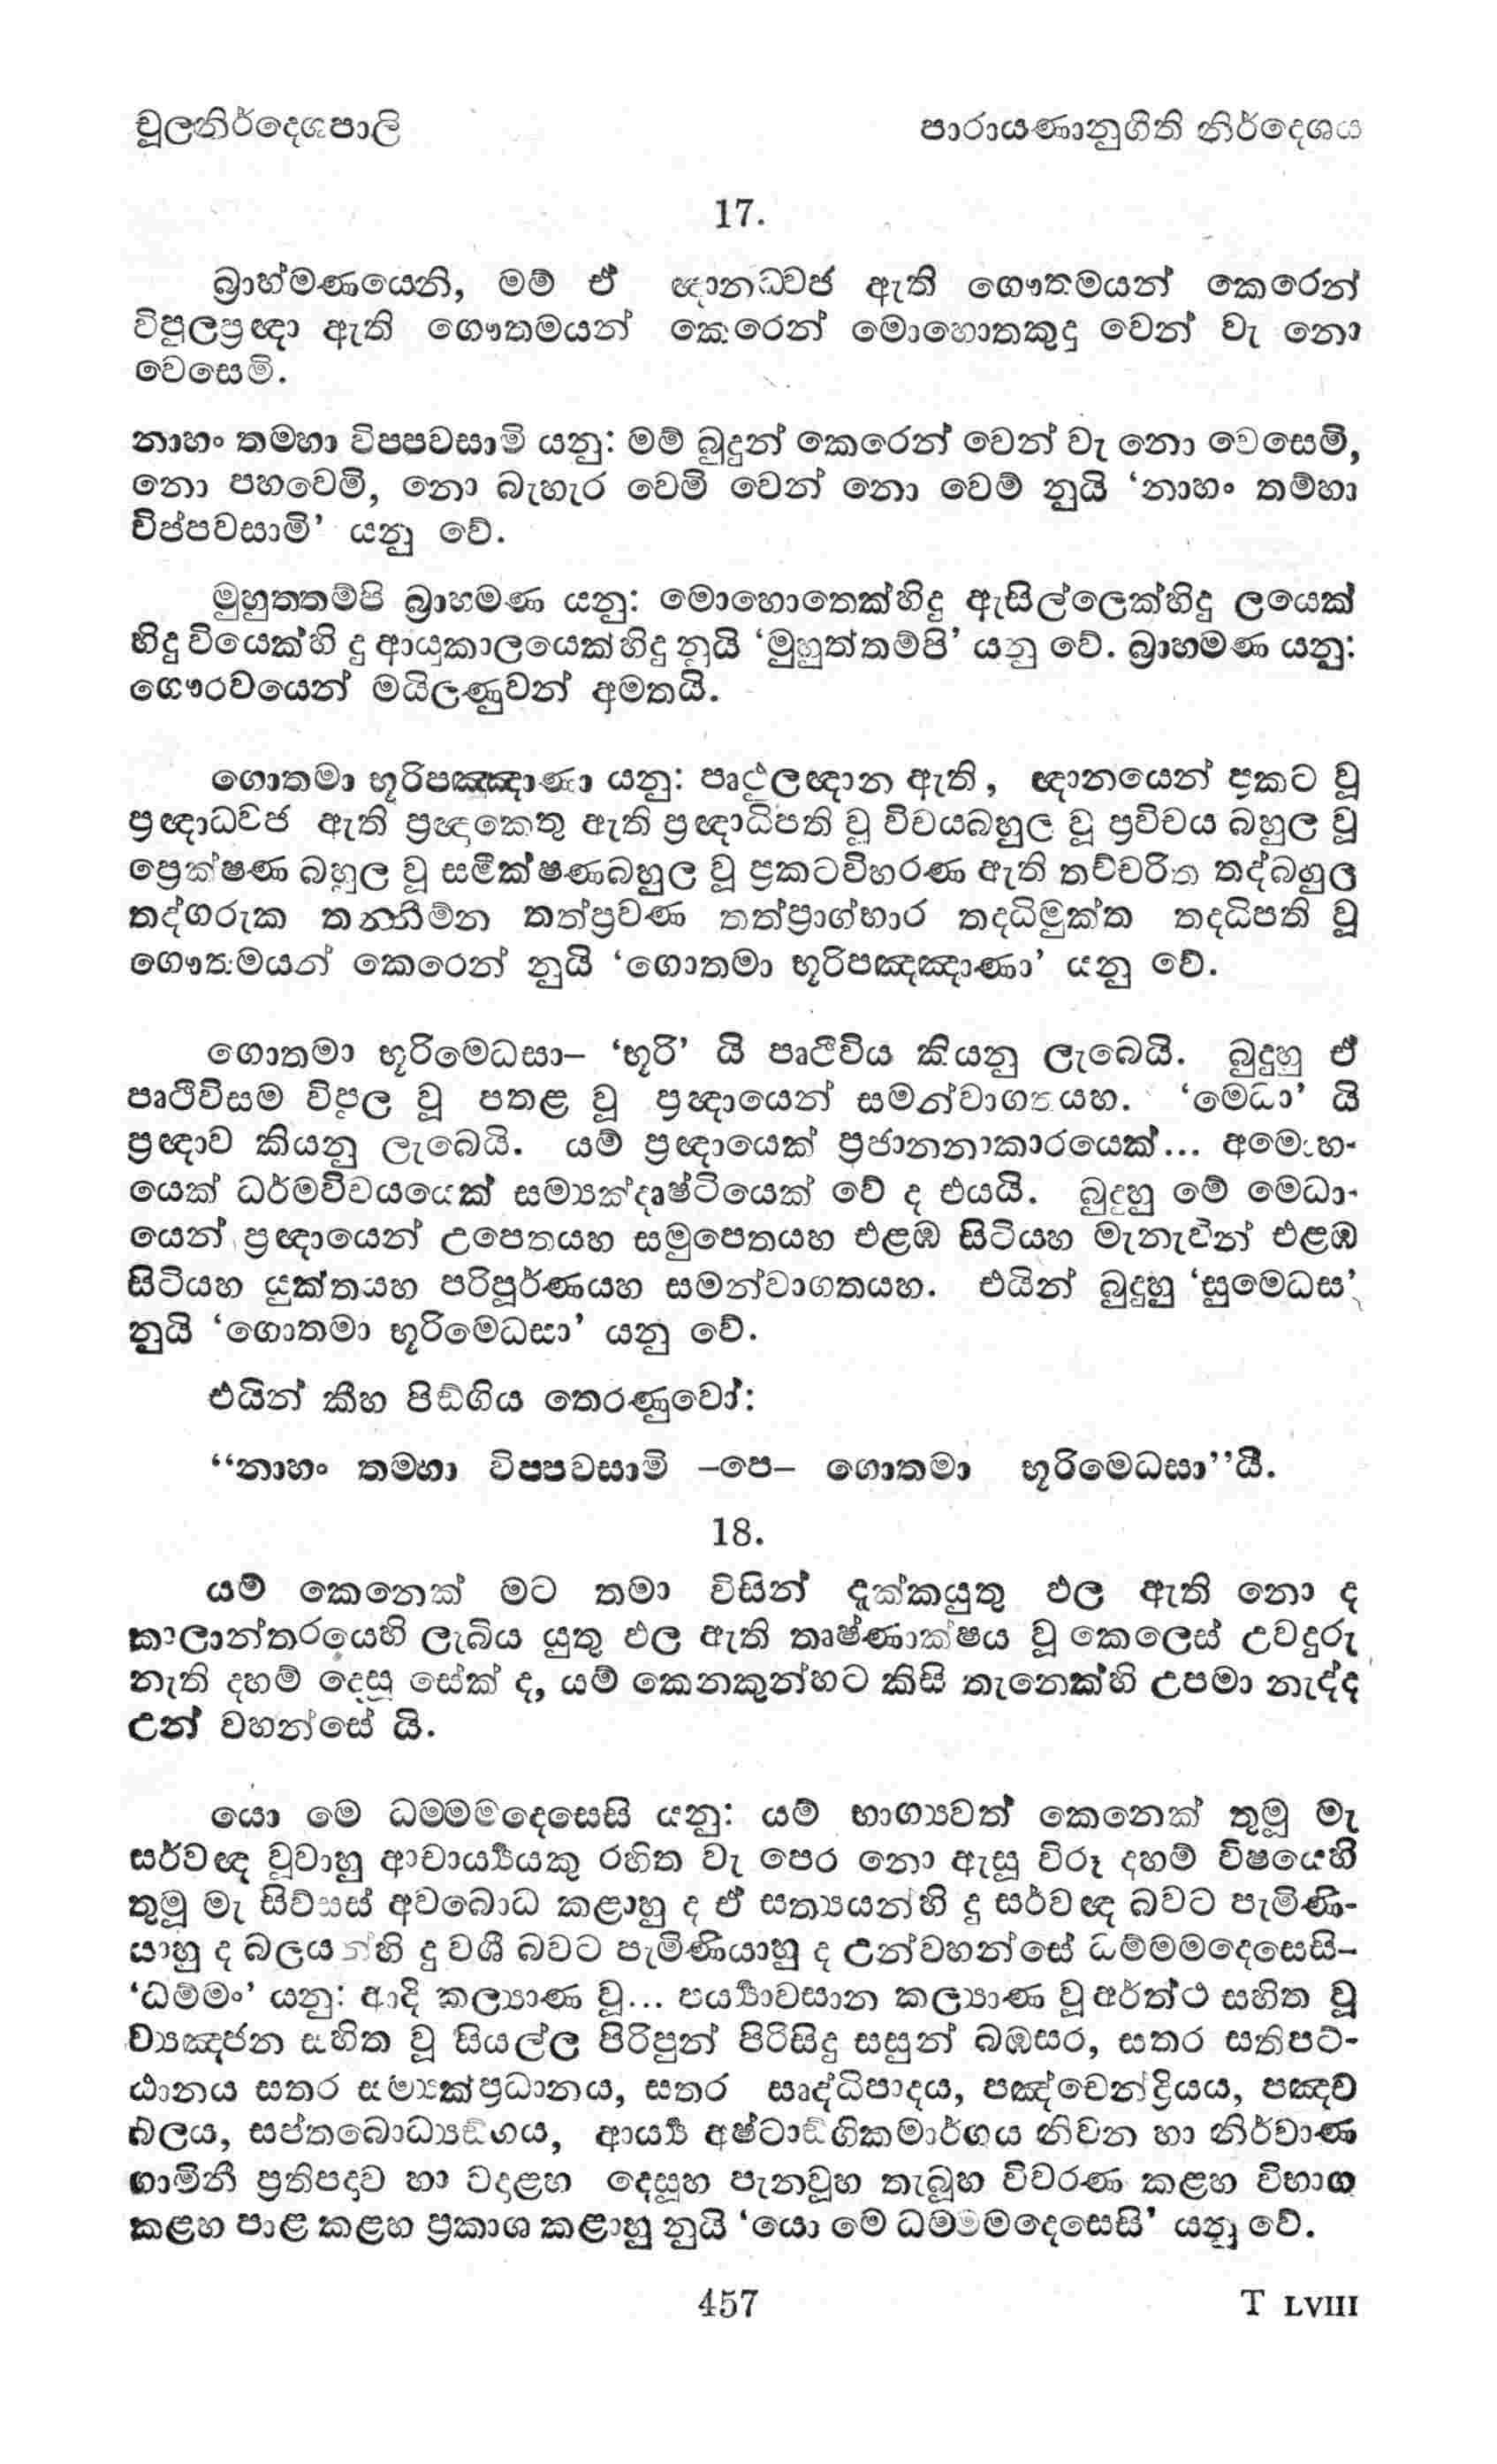 චූලනිර්දෙශපාලි
පාරායණානුගීති නිර්දෙශය
17.
බ්‍රාහ්මණයෙනි, මම් ඒ ඥානධ්වජ ඇති ගෞතමයන් කෙරෙන්
විපුලප්‍රඥා ඇති ගෞතමයන් කෙරෙන් මොහොතකුදු වෙන් වැ නො
වෙසෙමි.
නාහං තමහා විපපවසාමි යනු: මම් බුදුන් කෙරෙන් වෙන් වැ නො වෙසෙමි,
නො පහවෙමි, නො බැහැර වෙමි වෙන් නො වෙම් නුයි ‘නාහං තම්හා
විප්පවසාමි’ යනු වේ.
මුහුතතම්පි බ්‍රාහමණ යනු: මොහොතෙක්හිදු ඇසිල්ලෙක්හිදු ලයෙක්
හිදු වියෙක්හි දු ආයුකාලයෙක්හිදු නුයි ‘මුහුත්තම්පි’ යනු වේ. බ්‍රාහමණ යනු:
ගෞරවයෙන් මයිලණුවන් අමතයි.
ගොතමා භූරිපඤ්ඤාණා යනු: පෘථුලඥාන ඇති, ඥානයෙන් ප්‍රකට වූ
ප්‍රඥාධ්වජ ඇති ප්‍රඥාකෙතු ඇති ප්‍රඥාධිපති වූ විචයබහුල වූ ප්‍රවිචය බහුල වූ
ප්‍රෙක්ෂණ බහුල වූ සමීක්ෂණබහුල වූ ප්‍රකටවිහරණ ඇති තච්චරිත තද්බහුල
තද්ගරුක තන්නිම්න තත්ප්‍රවණ තත්ප්‍රාග්භාර තදධිමුක්ත තදධිපති වූ
ගෞතමයන් කෙරෙන් නුයි ‘ගොතමා භූරිපඤ්ඤාණා’ යනු වේ.
ගොතමා භූරිමෙධසා– ‘භූරි’ යි පෘථිවිය කියනු ලැබෙයි. බුදුහු ඒ
පෘථිවිසම විපුල වූ පතළ වූ ප්‍රඥායෙන් සමන්වාගතයහ. ‘මෙධා’ යි
ප්‍රඥාව කියනු ලැබෙයි. යම් ප්‍රඥායෙක් ප්‍රජානනාකාරයෙක්... අමොහ-
යෙක් ධර්මවිචයයෙක් සම්‍යක්දෘෂ්ටියෙක් වේ ද එයයි. බුදුහු මේ මෙධා-
යෙන් ප්‍රඥායෙන් උපෙතයහ සමුපෙතයහ එළඹ සිටියහ මැනැවින් එළඹ
සිටියහ යුක්තයහ පරිපූර්ණයහ සමන්වාගතයහ. එයින් බුදුහු ‘සුමෙධස’
නුයි ‘ගොතමා භූරිමෙධසා’ යනු වේ.
එයින් කීහ පිඞ්ගිය තෙරණුවෝ:
“නාහං තමහා විපපවසාමි –පෙ– ගොතමා භූරිමෙධසා”යි.
18.
යම් කෙනෙක් මට තමා විසින් දැක්කයුතු ඵල ඇති නො ද
කාලාන්තරයෙහි ලැබිය යුතු ඵල ඇති තෘෂ්ණාක්ෂය වූ කෙලෙස් උවදුරු
නැති දහම් දෙසූ සේක් ද, යම් කෙනකුන්හට කිසි තැනෙක්හි උපමා නැද්ද
උන් වහන්සේ යි.
යො මෙ ධමමමදෙසෙසි යනු: යම් භාග්‍යවත් කෙනෙක් තුමූ මැ
සර්වඥ වූවාහු ආචාර්‍ය්‍යයකු රහිත වැ පෙර නො ඇසූ විරූ දහම් විෂයෙහි
තුමූ මැ සිව්සස් අවබොධ කළාහු ද ඒ සත්‍යයන්හි දු සර්වඥ බවට පැමිණි-
යාහු ද බලයන්හි දු වශී බවට පැමිණියාහු ද උන්වහන්සේ ධම්මමදෙසෙසි–
‘ධම්මං’ යනු: ආදි කල්‍යාණ වූ... පර්‍ය්‍යාවසාන කල්‍යාණ වූ අර්ත්ථ සහිත වූ
ව්‍යඤ්ජන සහිත වූ සියල්ල පිරිපුන් පිරිසිදු සසුන් බඹසර, සතර සතිපට්-
ඨානය සතර සම්‍යක්ප්‍රධානය, සතර සෘද්ධිපාදය, පඤ්චෙන්ද්‍රියය, පඤ්ච
බලය, සප්තබොධ්‍යඞ්ගය, ආර්‍ය්‍ය අෂ්ටාඞ්ගිකමාර්ගය නිවන හා නිර්වාණ
ගාමිනී ප්‍රතිපදාව හා වදාළහ දෙසූහ පැනවූහ තැබූහ විවරණ කළහ විභාග
කළහ පාළ කළහ ප්‍රකාශ කළාහු නුයි ‘යො මෙ ධමමමදෙසෙසි’ යනු වේ.
457
T LVIII